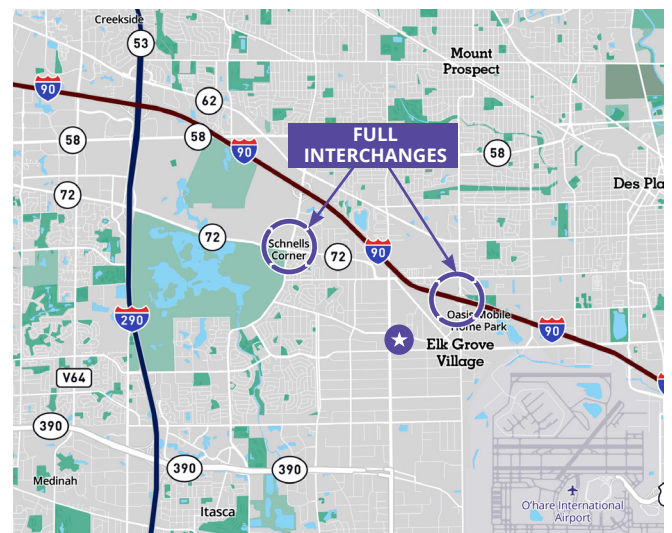 Creekside
53
Mount
Prospect
90
62
58
58
FULL
INTERCHANGES
90
58
72
Des Pla
72
Schnells
Corner
72
90
290
Oasis Mobile
Home Park
90
Elk Grove
Village
V64
390
390
390
Medinah
Itasca
O'hare International
Airport